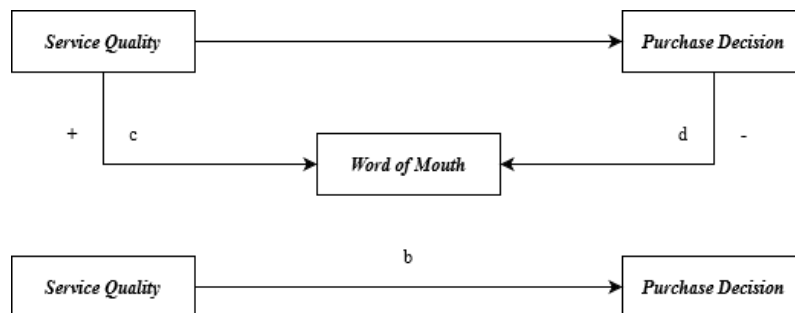 Service Quality
Purchase Decision
+
c
d
-
Word of Mouth
b
Service Quality
Purchase Decision